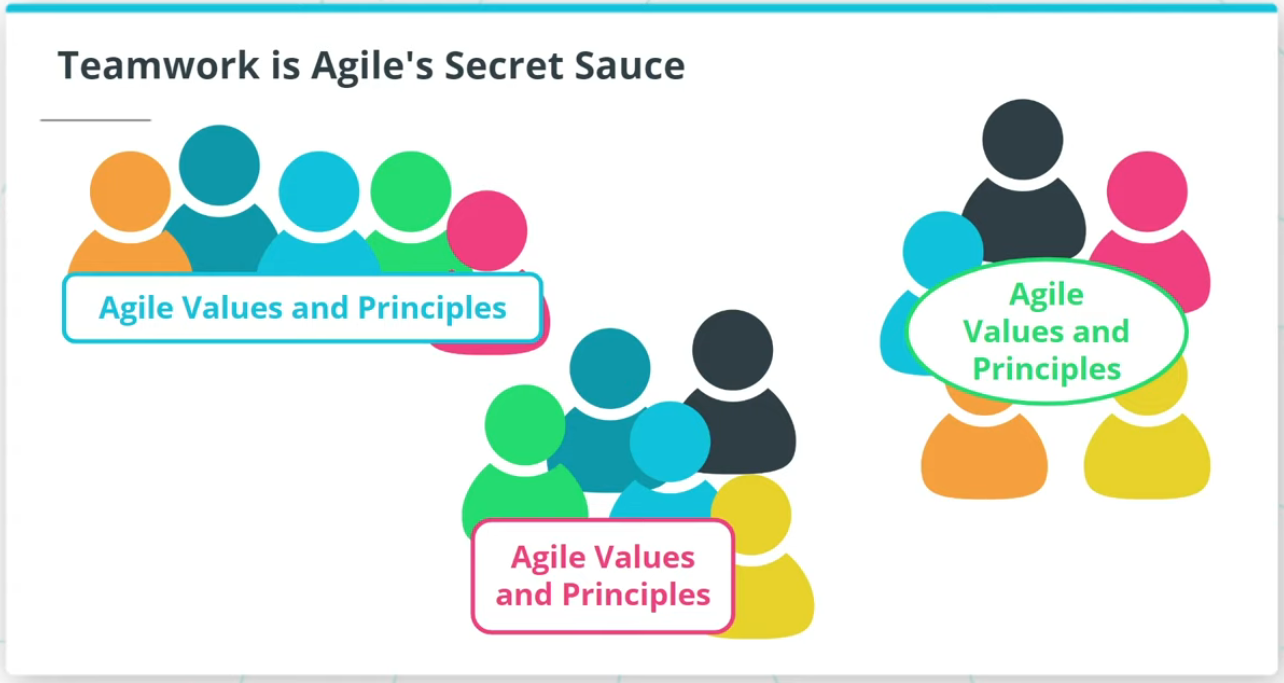 Teamwork is Agile's Secret Sauce
Agile Values and Principles
Agile Values
and Principles
Agile
Values and
Principles